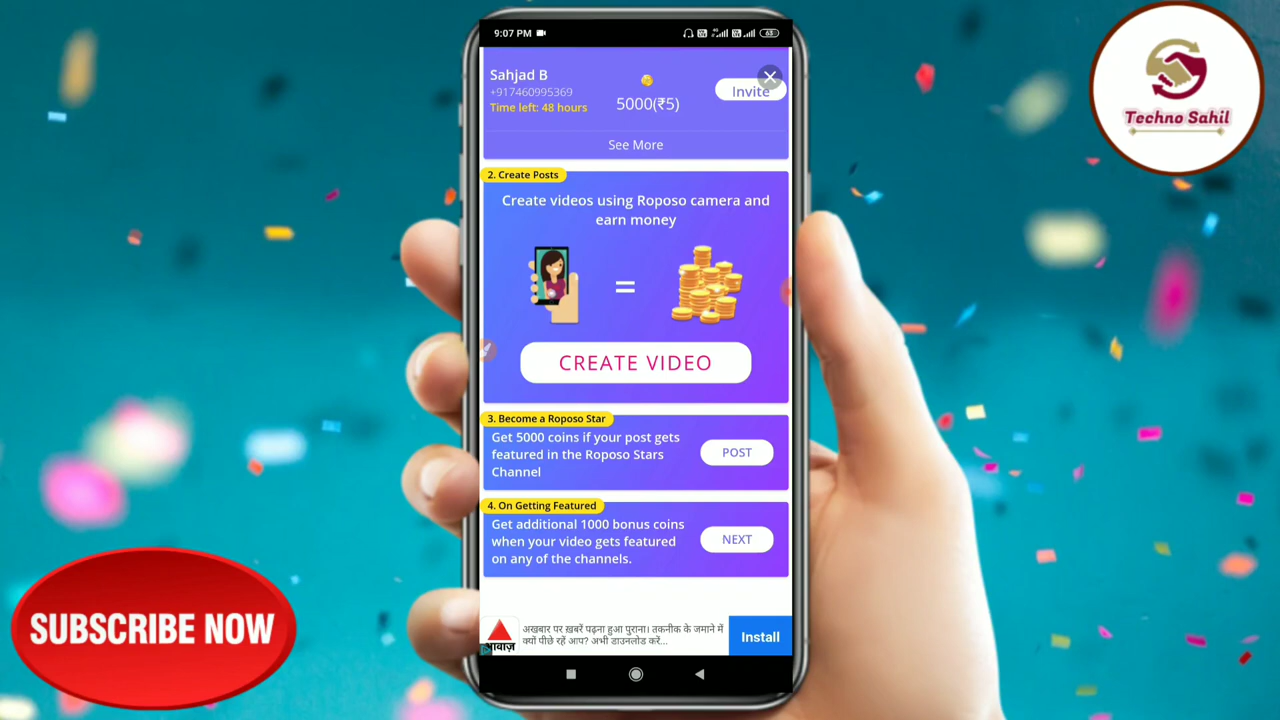 9:07 PM
63
Sahjad B
+917460995369
Time left: 48 hours
5000(₹5)
Invite
See More
2. Create Posts
Create videos using Roposo camera and
earn money
=
CREATE VIDEO
3. Become a Roposo Star
Get 5000 coins if your post gets
featured in the Roposo Stars
Channel
POST
4. On Getting Featured
Get additional 1000 bonus coins
when your video gets featured
on any of the channels.
NEXT
अखबार पर ख़बरें पढ़ना हुआ पुराना। तकनीक के जमाने में
क्यों पीछे रहें आप? अभी डाउनलोड करें...
Install
Techno Sahil
SUBSCRIBE NOW